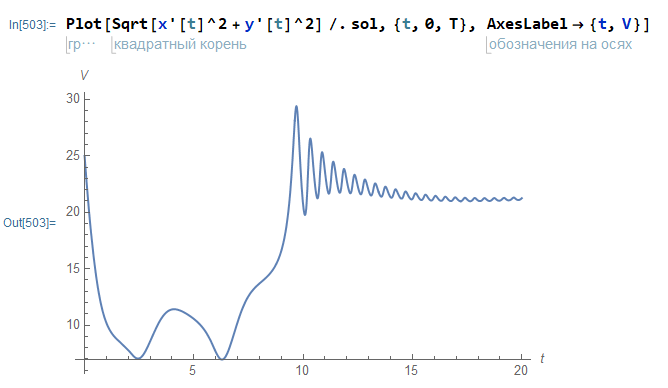 In[503]:= Plot[Sqrt[x'[t]^2 + y'[t]^2] /. sol, {t, 0, T}, AxesLabel → {t, V}]
гр⋯ квадратный корень обозначения на осях
V
30
25
20
Out[503]=
15
10
5 10 15 20 t